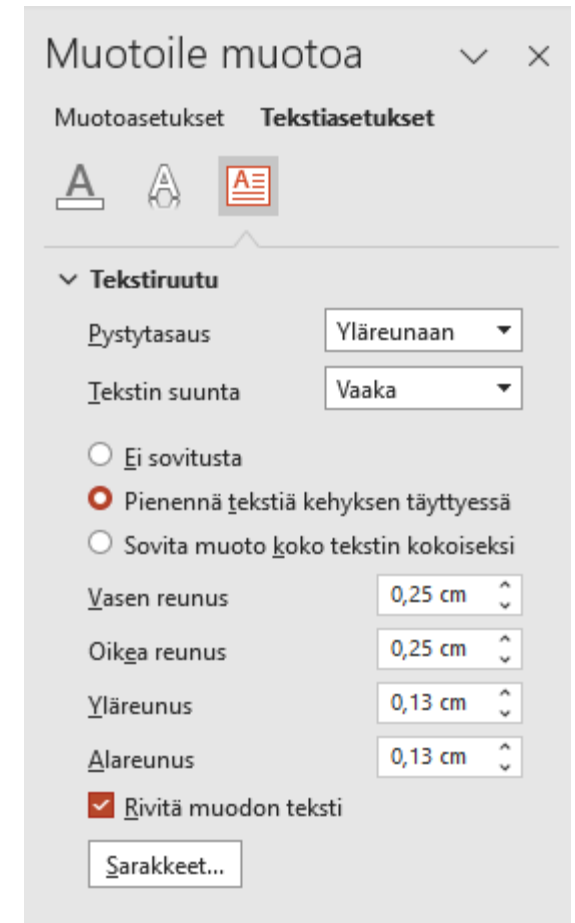 Muotoile muotoa
Muotoasetukset Tekstiasetukset
Tekstiruutu
Pystytasaus Yläreunaan
Tekstin suunta Vaaka
Ei sovitusta
Pienennä tekstiä kehyksen täyttyessä
Sovita muoto koko tekstin kokoiseksi
Vasen reunus 0,25 cm
Oikea reunus 0,25 cm
Yläreunus 0,13 cm
Alareunus 0,13 cm
Rivitä muodon teksti
Sarakkeet...